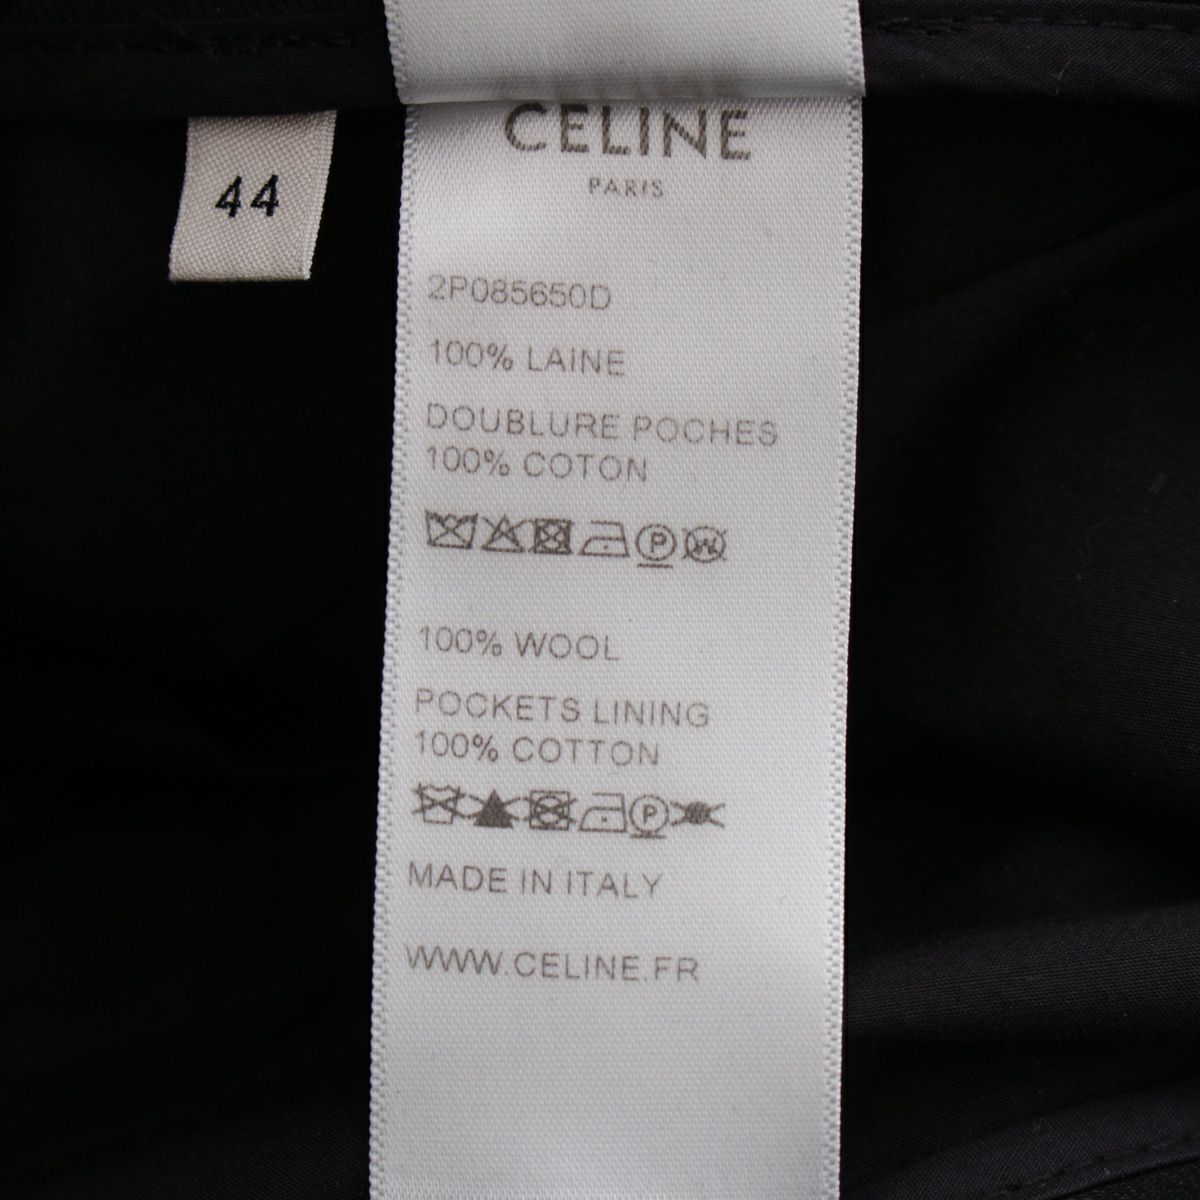 CELINE
PARIS
44
2P085650D
100% LAINE
DOUBLURE POCHES
100% COTON
P W
100% WOOL
POCKETS LINING
100% COTTON
P
MADE IN ITALY
WWW.CELINE.FR